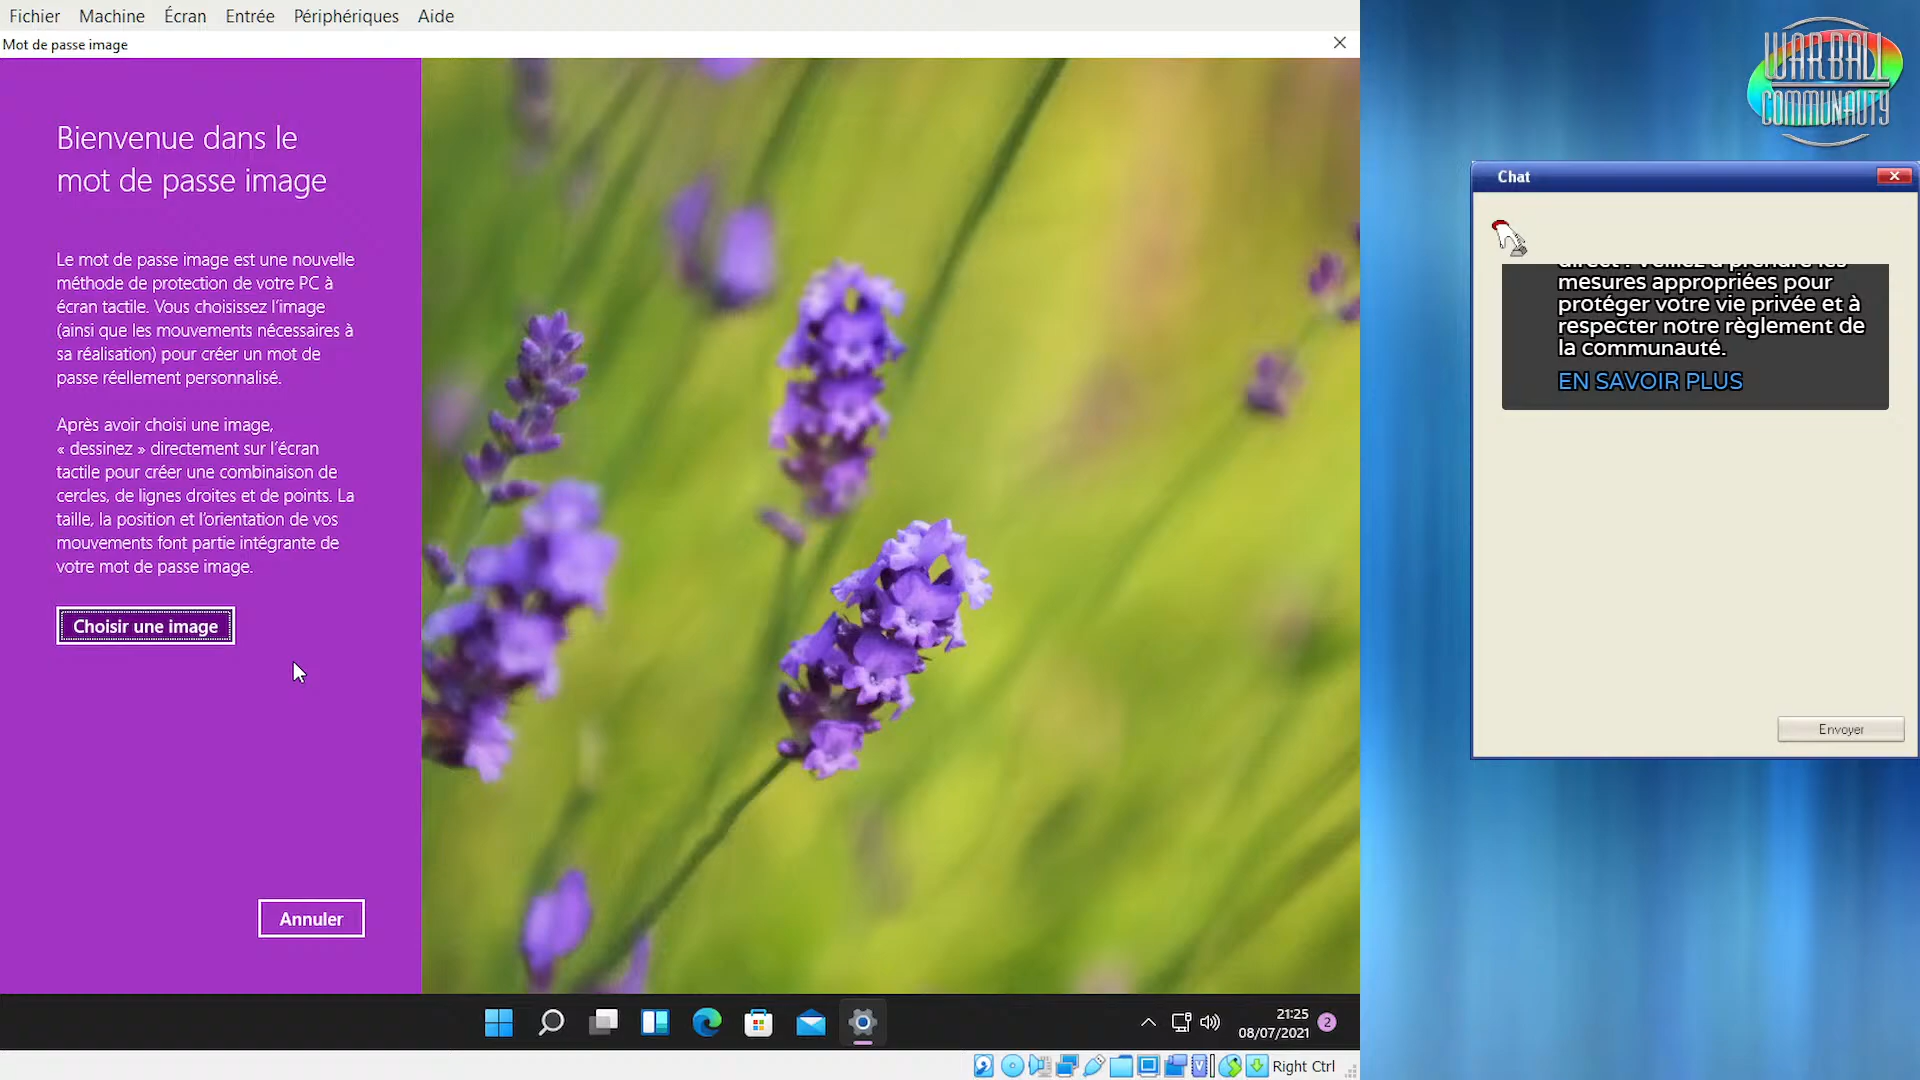 Fichier Machine Écran Entrée Périphériques Aide
Mot de passe image
Bienvenue dans le
mot de passe image
Le mot de passe image est une nouvelle
méthode de protection de votre PC à
écran tactile. Vous choisissez l'image
(ainsi que les mouvements nécessaires à
sa réalisation) pour créer un mot de
passe réellement personnalisé.
Après avoir choisi une image,
« dessinez » directement sur l'écran
tactile pour créer une combinaison de
cercles, de lignes droites et de points. La
taille, la position et l'orientation de vos
mouvements font partie intégrante de
votre mot de passe image.
Choisir une image
Annuler
21:25
08/07/2021
2
Right Ctrl
WARBALL
COMMUNAUTY
Chat
direct ! Veillez à prendre les
mesures appropriées pour
protéger votre vie privée et à
respecter notre règlement de
la communauté.
EN SAVOIR PLUS
Envoyer